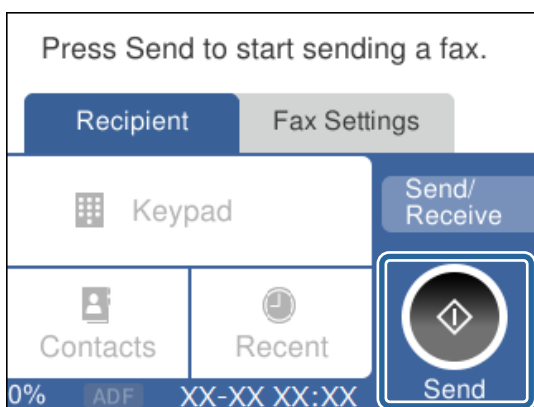 Press Send to start sending a fax.
Recipient
Fax Settings
Keypad
Send/
Receive
Contacts
Recent
Send
0%
ADF
XX-XX XX:XX